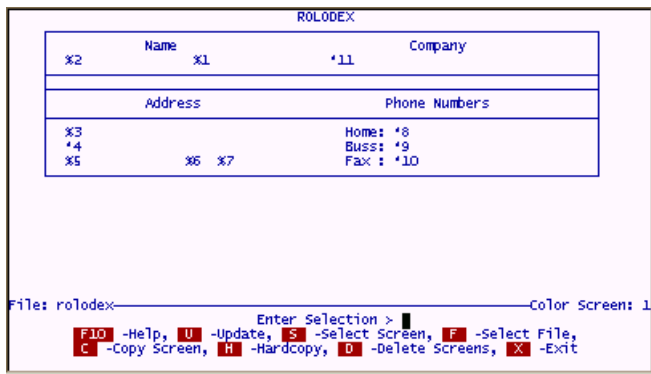 ROLODEX
Name Company
%2 %1 *11
Address Phone Numbers
%3 Home: *8
*4 Buss: *9
%5 %6 %7 Fax : *10
File: rolodex Color Screen: 1
Enter Selection >
F10 -Help, U -Update, S -Select Screen, F -Select File,
C -Copy Screen, H -Hardcopy, D -Delete Screens, X -Exit